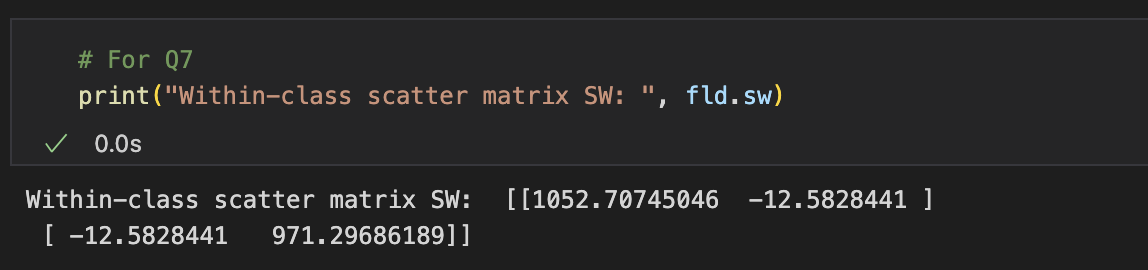 # For Q7
print("Within-class scatter matrix SW: ", fld.sw)
✓ 0.0s
Within-class scatter matrix SW:  [[1052.70745046  -12.5828441 ]
 [ -12.5828441   971.29686189]]